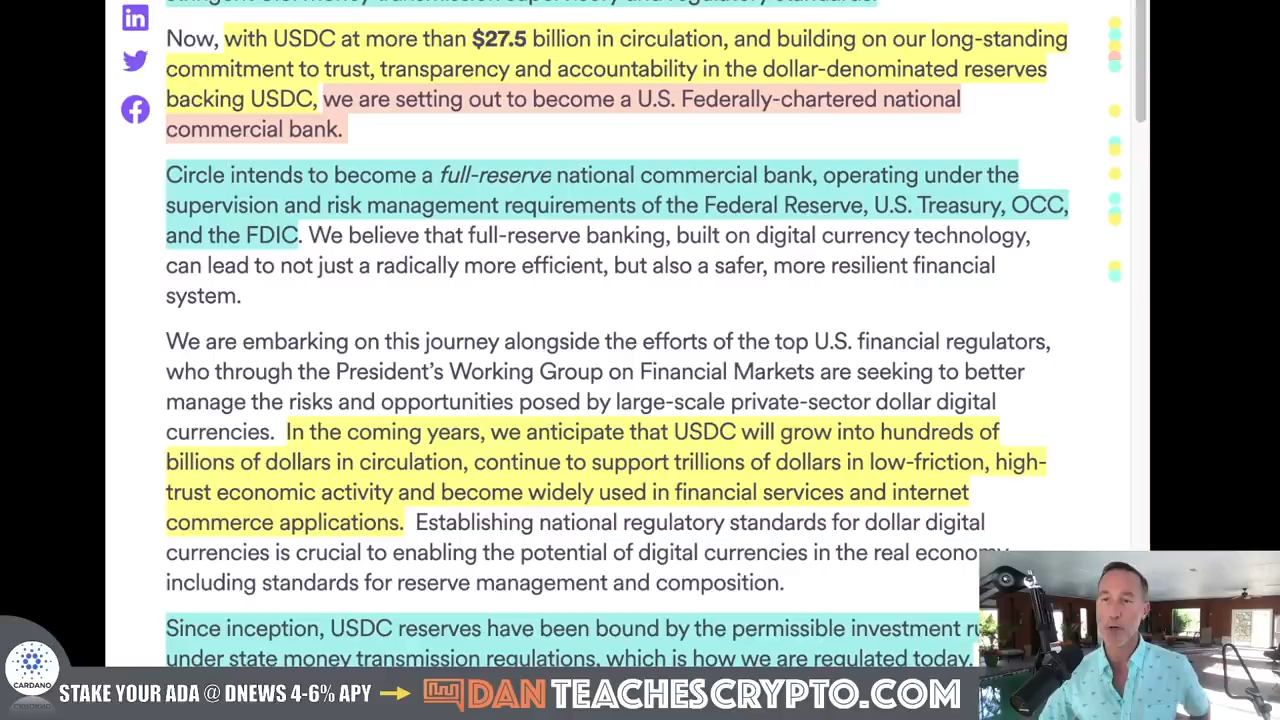 Now, with USDC at more than $27.5 billion in circulation, and building on our long-standing
commitment to trust, transparency and accountability in the dollar-denominated reserves
backing USDC, we are setting out to become a U.S. Federally-chartered national
commercial bank.
Circle intends to become a full-reserve national commercial bank, operating under the
supervision and risk management requirements of the Federal Reserve, U.S. Treasury, OCC,
and the FDIC. We believe that full-reserve banking, built on digital currency technology,
can lead to not just a radically more efficient, but also a safer, more resilient financial
system.
We are embarking on this journey alongside the efforts of the top U.S. financial regulators,
who through the President's Working Group on Financial Markets are seeking to better
manage the risks and opportunities posed by large-scale private-sector dollar digital
currencies. In the coming years, we anticipate that USDC will grow into hundreds of
billions of dollars in circulation, continue to support trillions of dollars in low-friction, high-
trust economic activity and become widely used in financial services and internet
commerce applications. Establishing national regulatory standards for dollar digital
currencies is crucial to enabling the potential of digital currencies in the real economy
including standards for reserve management and composition.
Since inception, USDC reserves have been bound by the permissible investment
under state money transmission regulations, which is how we are regulated today.
CARDANO
STAKE YOUR ADA @ DNEWS 4-6% APY
DANTEACHESCRYPTO.COM